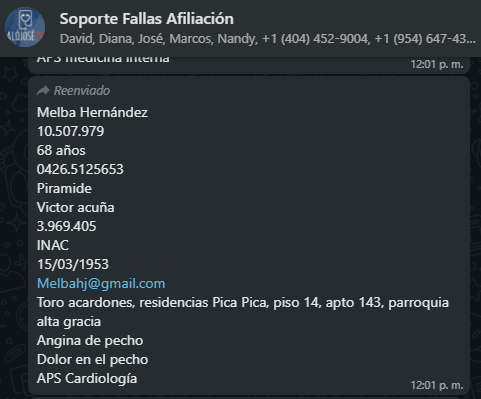 Soporte Fallas Afiliación
David, Diana, José, Marcos, Nandy, +1 (404) 452-9004, +1 (954) 647-43...
APS medicina interna
12:01 p. m.
Reenviado
Melba Hernández
10.507.979
68 años
0426.5125653
Piramide
Victor acuña
3.969.405
INAC
15/03/1953
Melbahj@gmail.com
Toro acardones, residencias Pica Pica, piso 14, apto 143, parroquia
alta gracia
Angina de pecho
Dolor en el pecho
APS Cardiología
12:01 p. m.